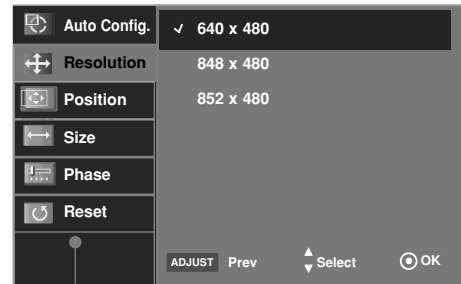 Auto Config.
Resolution
Position
Size
Phase
Reset
✓ 640 x 480
848 x 480
852 x 480
ADJUST Prev Select OK